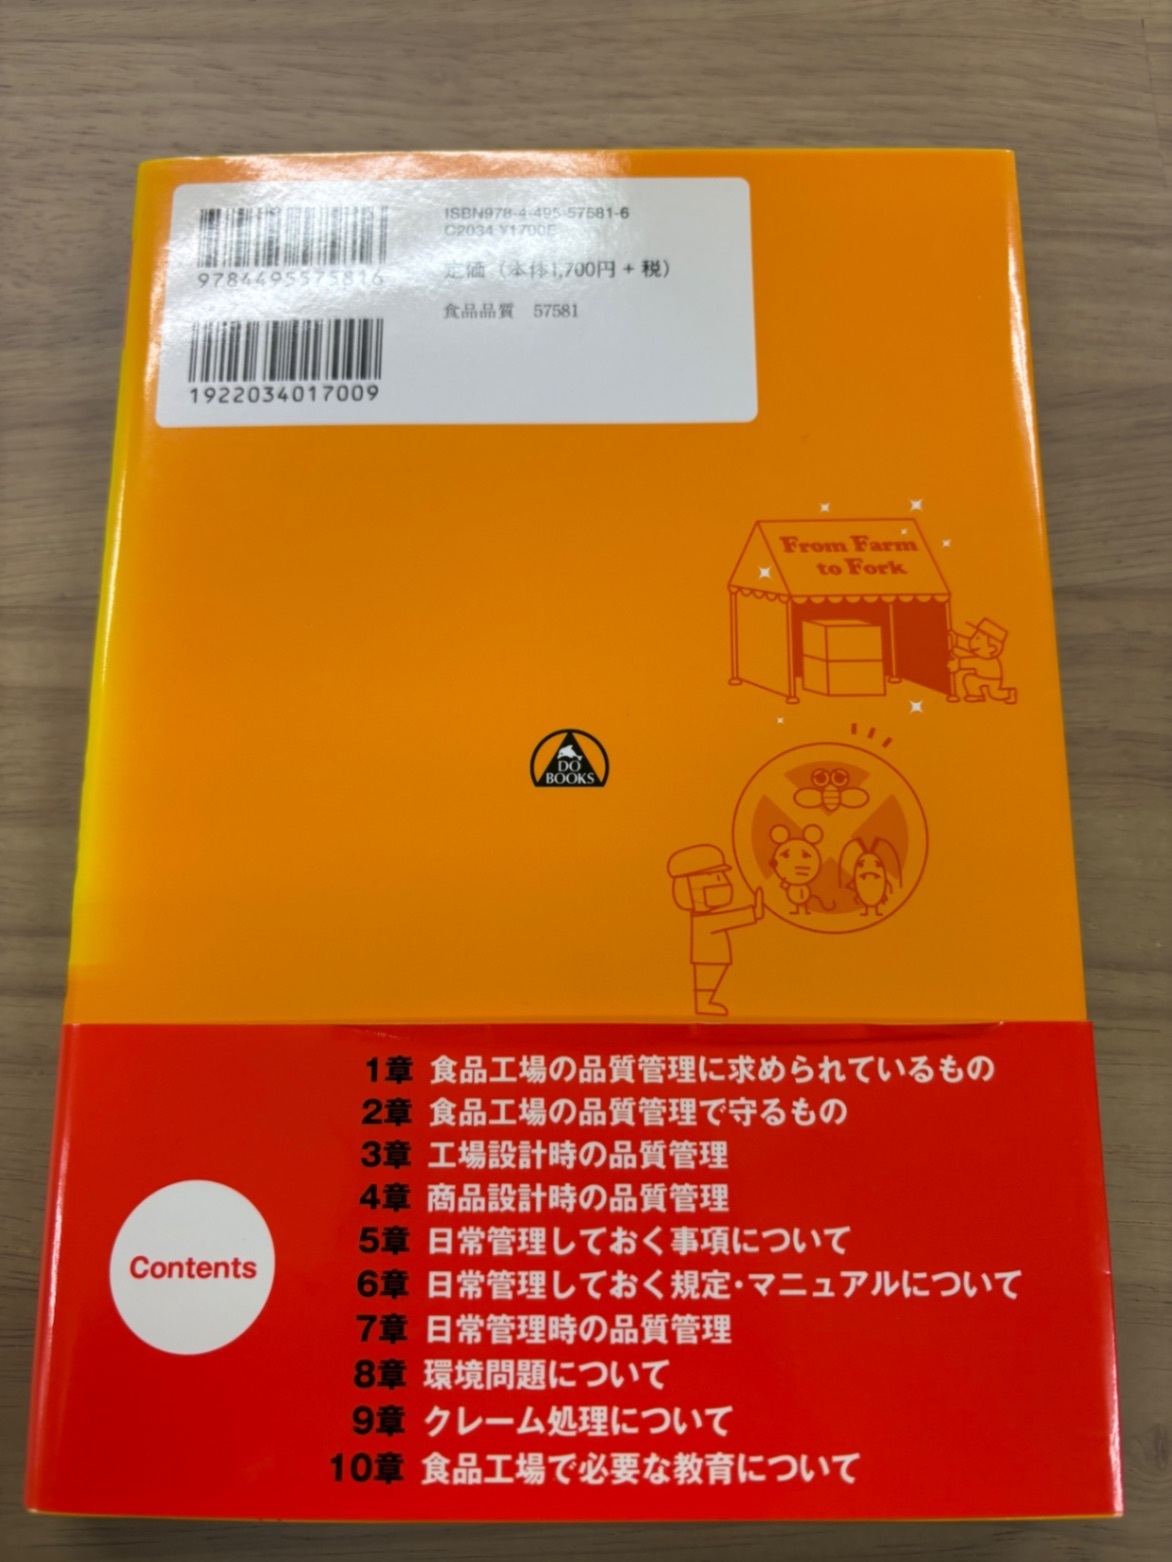 ISBN978-4-495-57581-6
C2034 ¥1700E
定価（本体1,700円 + 税）
食品品質　57581
9784495575816
1922034017009
From Farm
to Fork
DO
BOOKS
Contents
1章 食品工場の品質管理に求められているもの
2章 食品工場の品質管理で守るもの
3章 工場設計時の品質管理
4章 商品設計時の品質管理
5章 日常管理しておく事項について
6章 日常管理しておく規定・マニュアルについて
7章 日常管理時の品質管理
8章 環境問題について
9章 クレーム処理について
10章 食品工場で必要な教育について